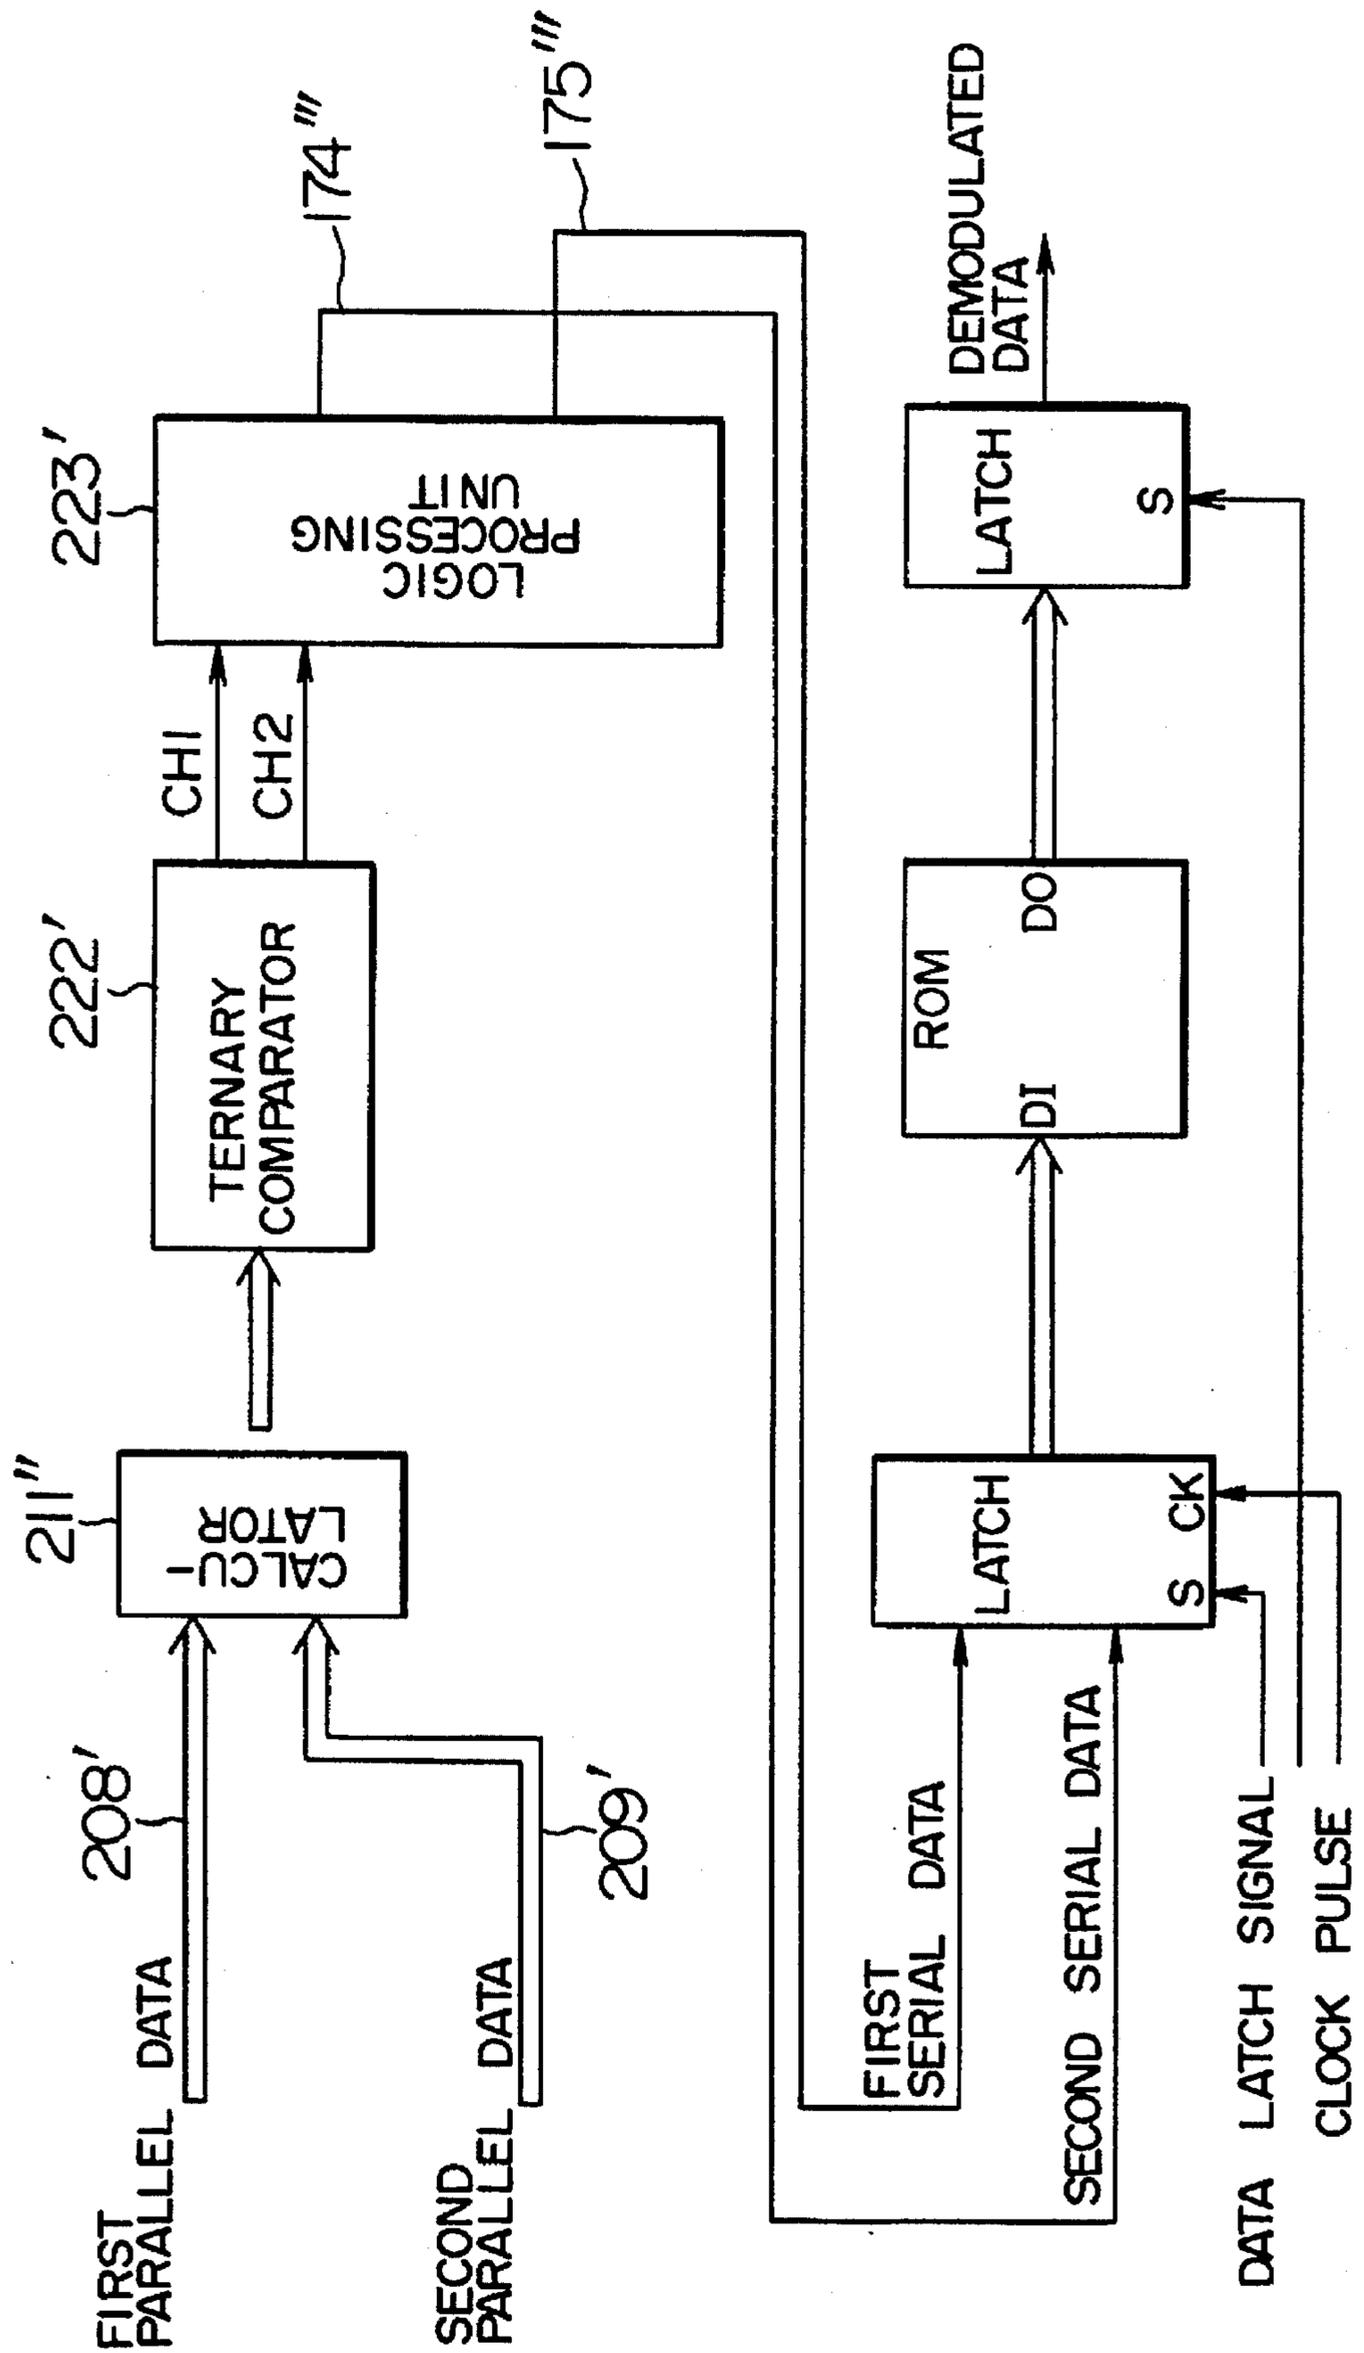 FIRST
PARALLEL DATA
208'
SECOND
PARALLEL DATA
209'
211"
CALCU-
LATOR
222'
TERNARY
COMPARATOR
CH1
CH2
223'
LOGIC
PROCESSING
UNIT
174'''
175'''
FIRST
SERIAL DATA
SECOND SERIAL DATA
LATCH
S CK
DATA LATCH SIGNAL
CLOCK PULSE
ROM
DI DO
LATCH
S
DEMODULATED
DATA